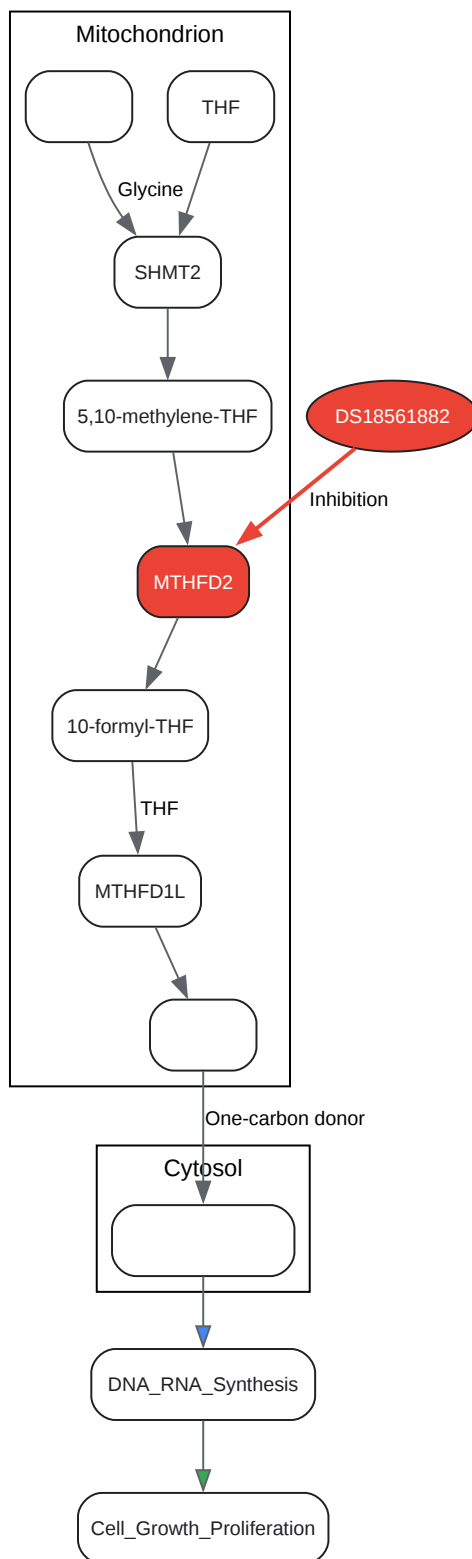 Mitochondrion
THF
Glycine
SHMT2
5,10-methylene-THF
DS18561882
Inhibition
MTHFD2
10-formyl-THF
THF
MTHFD1L
One-carbon donor
Cytosol
DNA_RNA_Synthesis
Cell_Growth_Proliferation